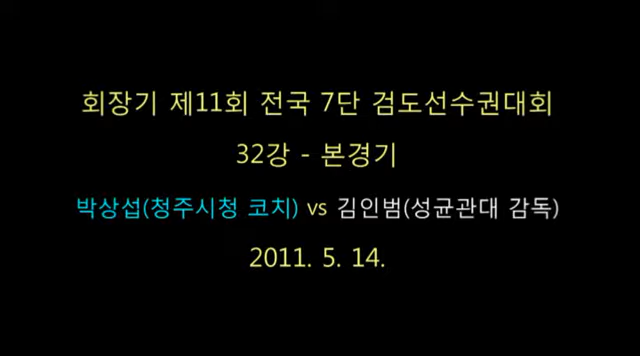 회장기 제11회 전국 7단 검도선수권대회
32강 - 본경기
박상섭(청주시청 코치) vs 김인범(성균관대 감독)
2011. 5. 14.